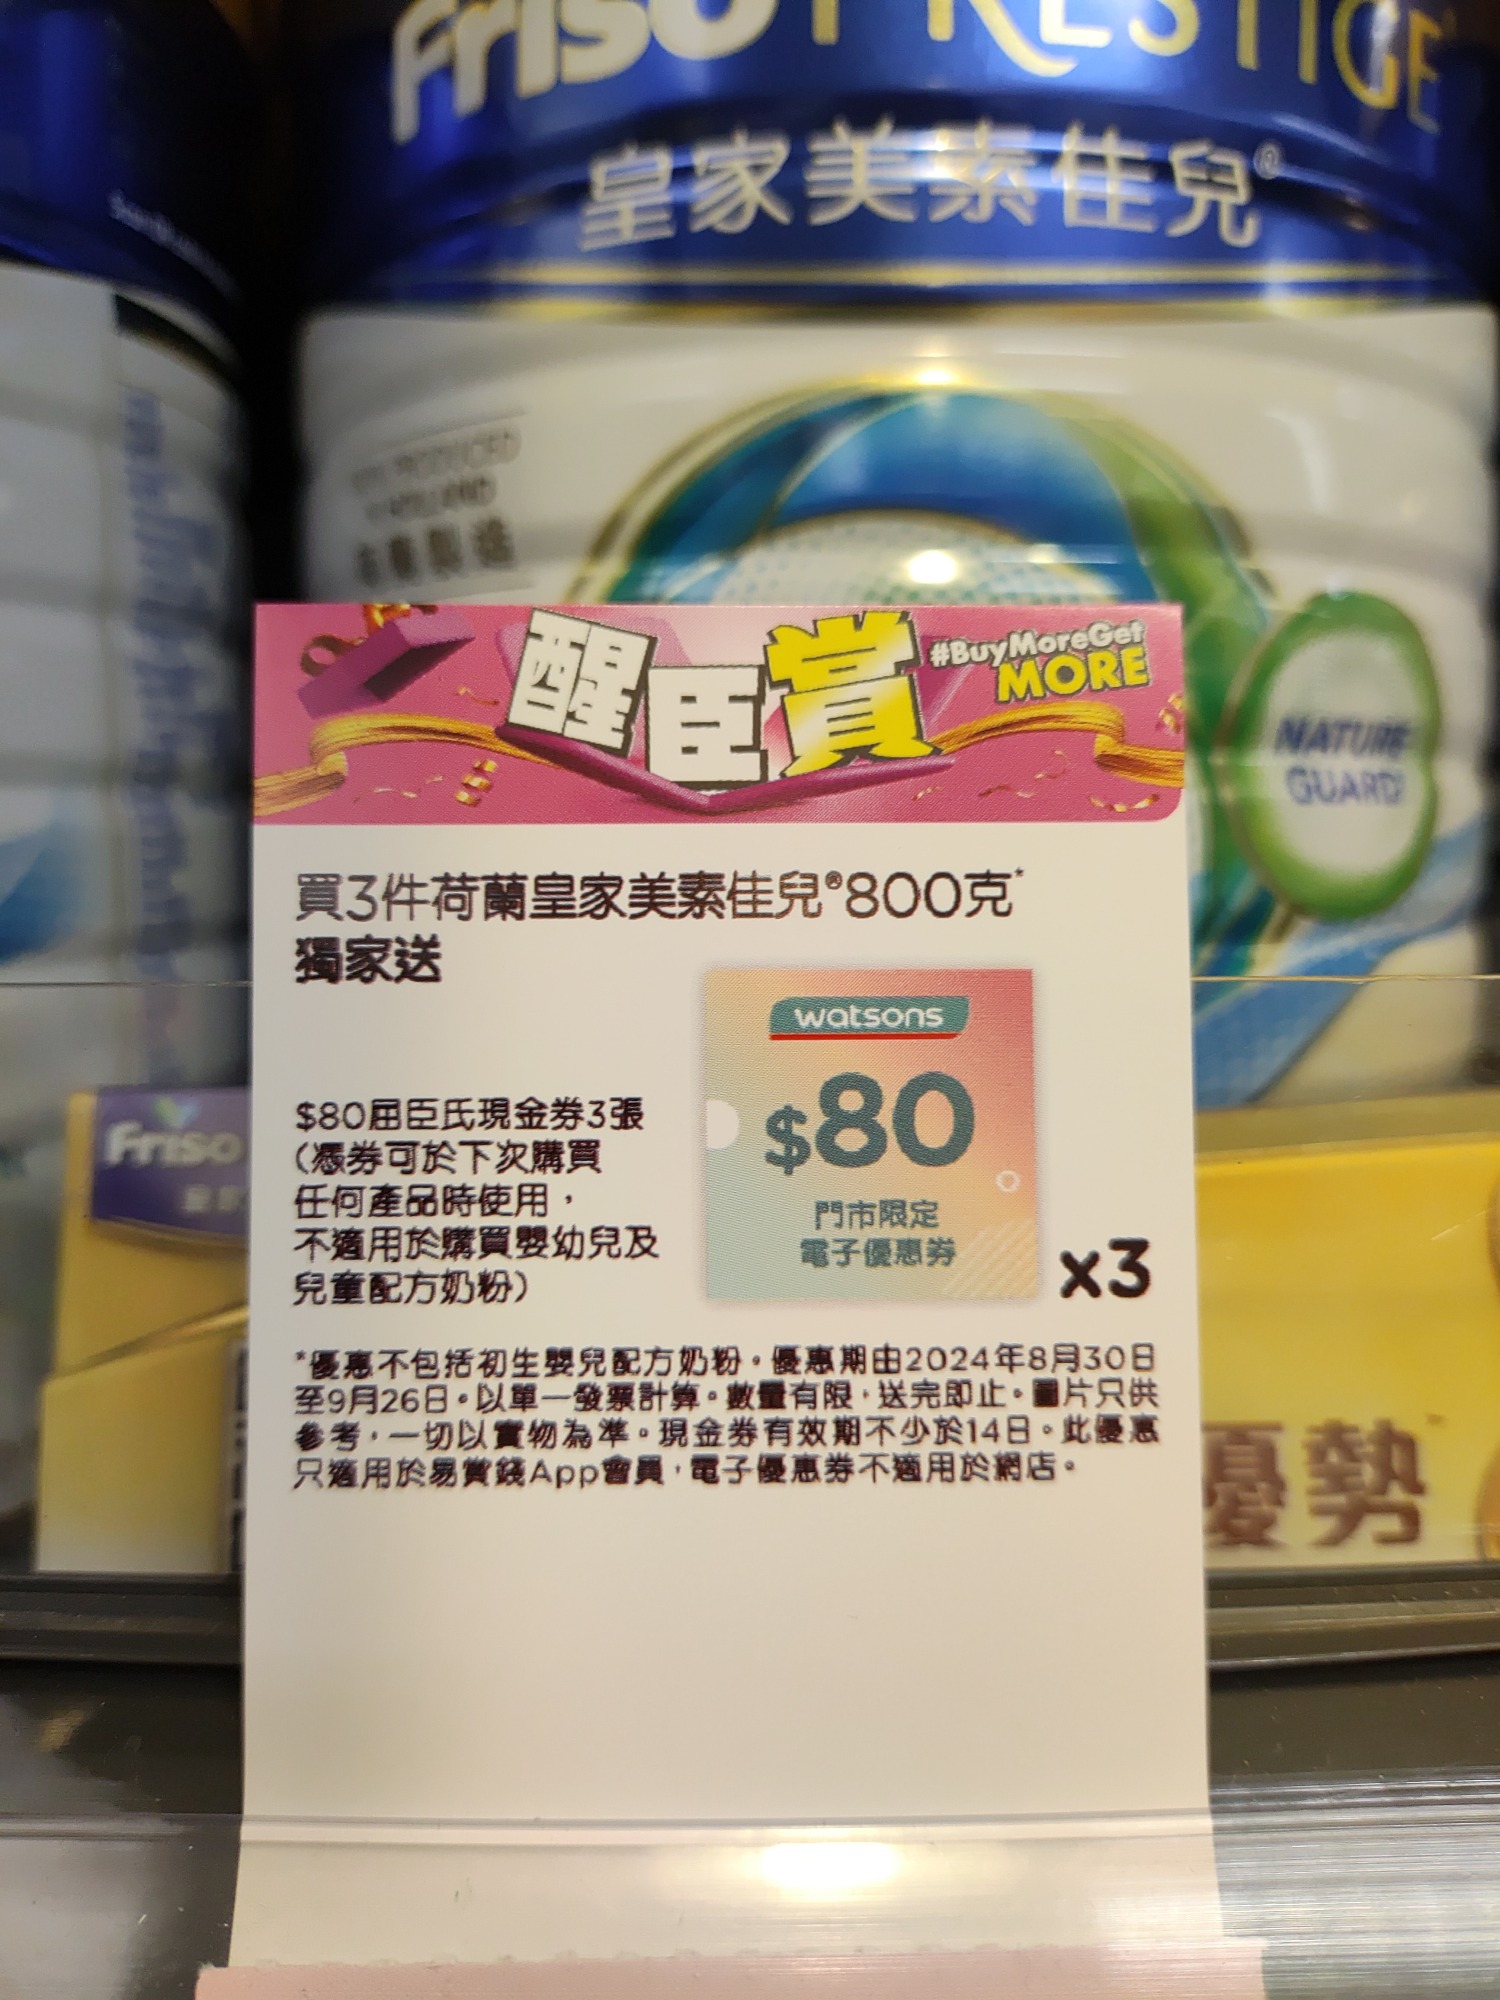 Friso PRESTIGE
皇家美素佳兒®
NATURE
GUARD
醒臣賞
#BuyMoreGet
MORE
買3件荷蘭皇家美素佳兒®800克*
獨家送
watsons
$80
門市限定
電子優惠券
x3
$80屈臣氏現金券3張
(憑券可於下次購買
任何產品時使用，
不適用於購買嬰幼兒及
兒童配方奶粉)
*優惠不包括初生嬰兒配方奶粉。優惠期由2024年8月30日
至9月26日。以單一發票計算。數量有限，送完即止。圖片只供
參考，一切以實物為準。現金券有效期不少於14日。此優惠
只適用於易賞錢App會員，電子優惠券不適用於網店。
Friso
優勢